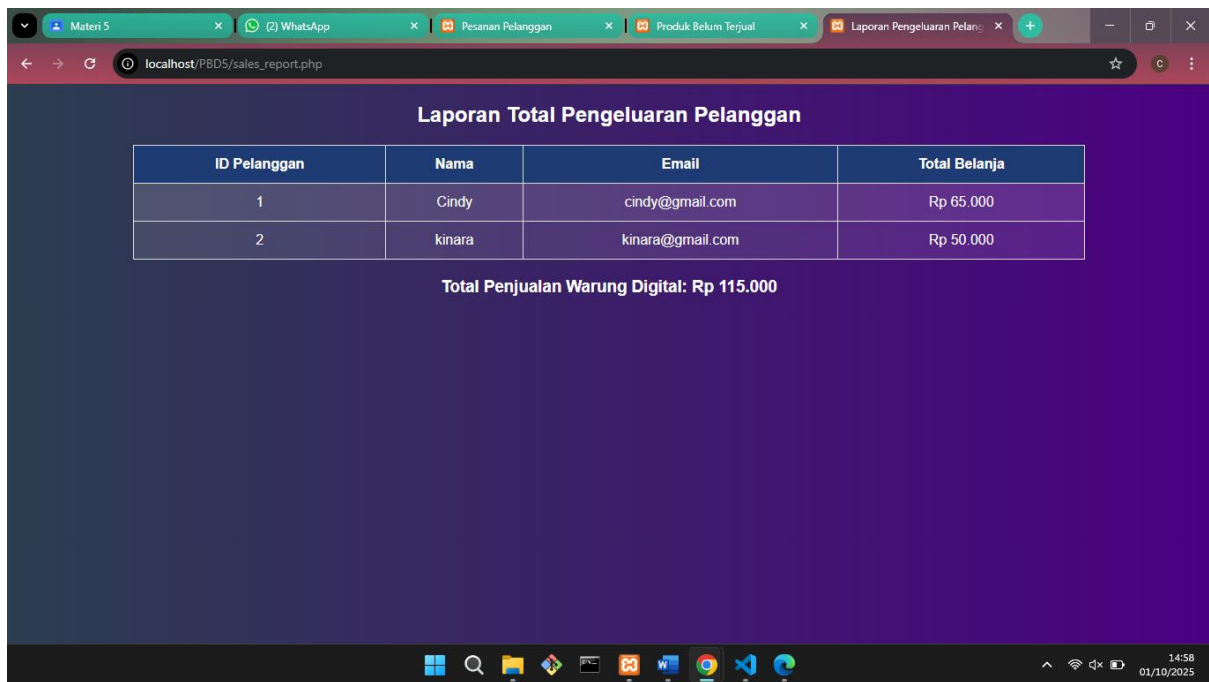 Materi 5
(2) WhatsApp
Pesanan Pelanggan
Produk Belum Terjual
Laporan Pengeluaran Pelang
localhost/PBD5/sales_report.php
C
Laporan Total Pengeluaran Pelanggan
ID Pelanggan Nama Email Total Belanja
1 Cindy cindy@gmail.com Rp 65.000
2 kinara kinara@gmail.com Rp 50.000
Total Penjualan Warung Digital: Rp 115.000
14:58
01/10/2025